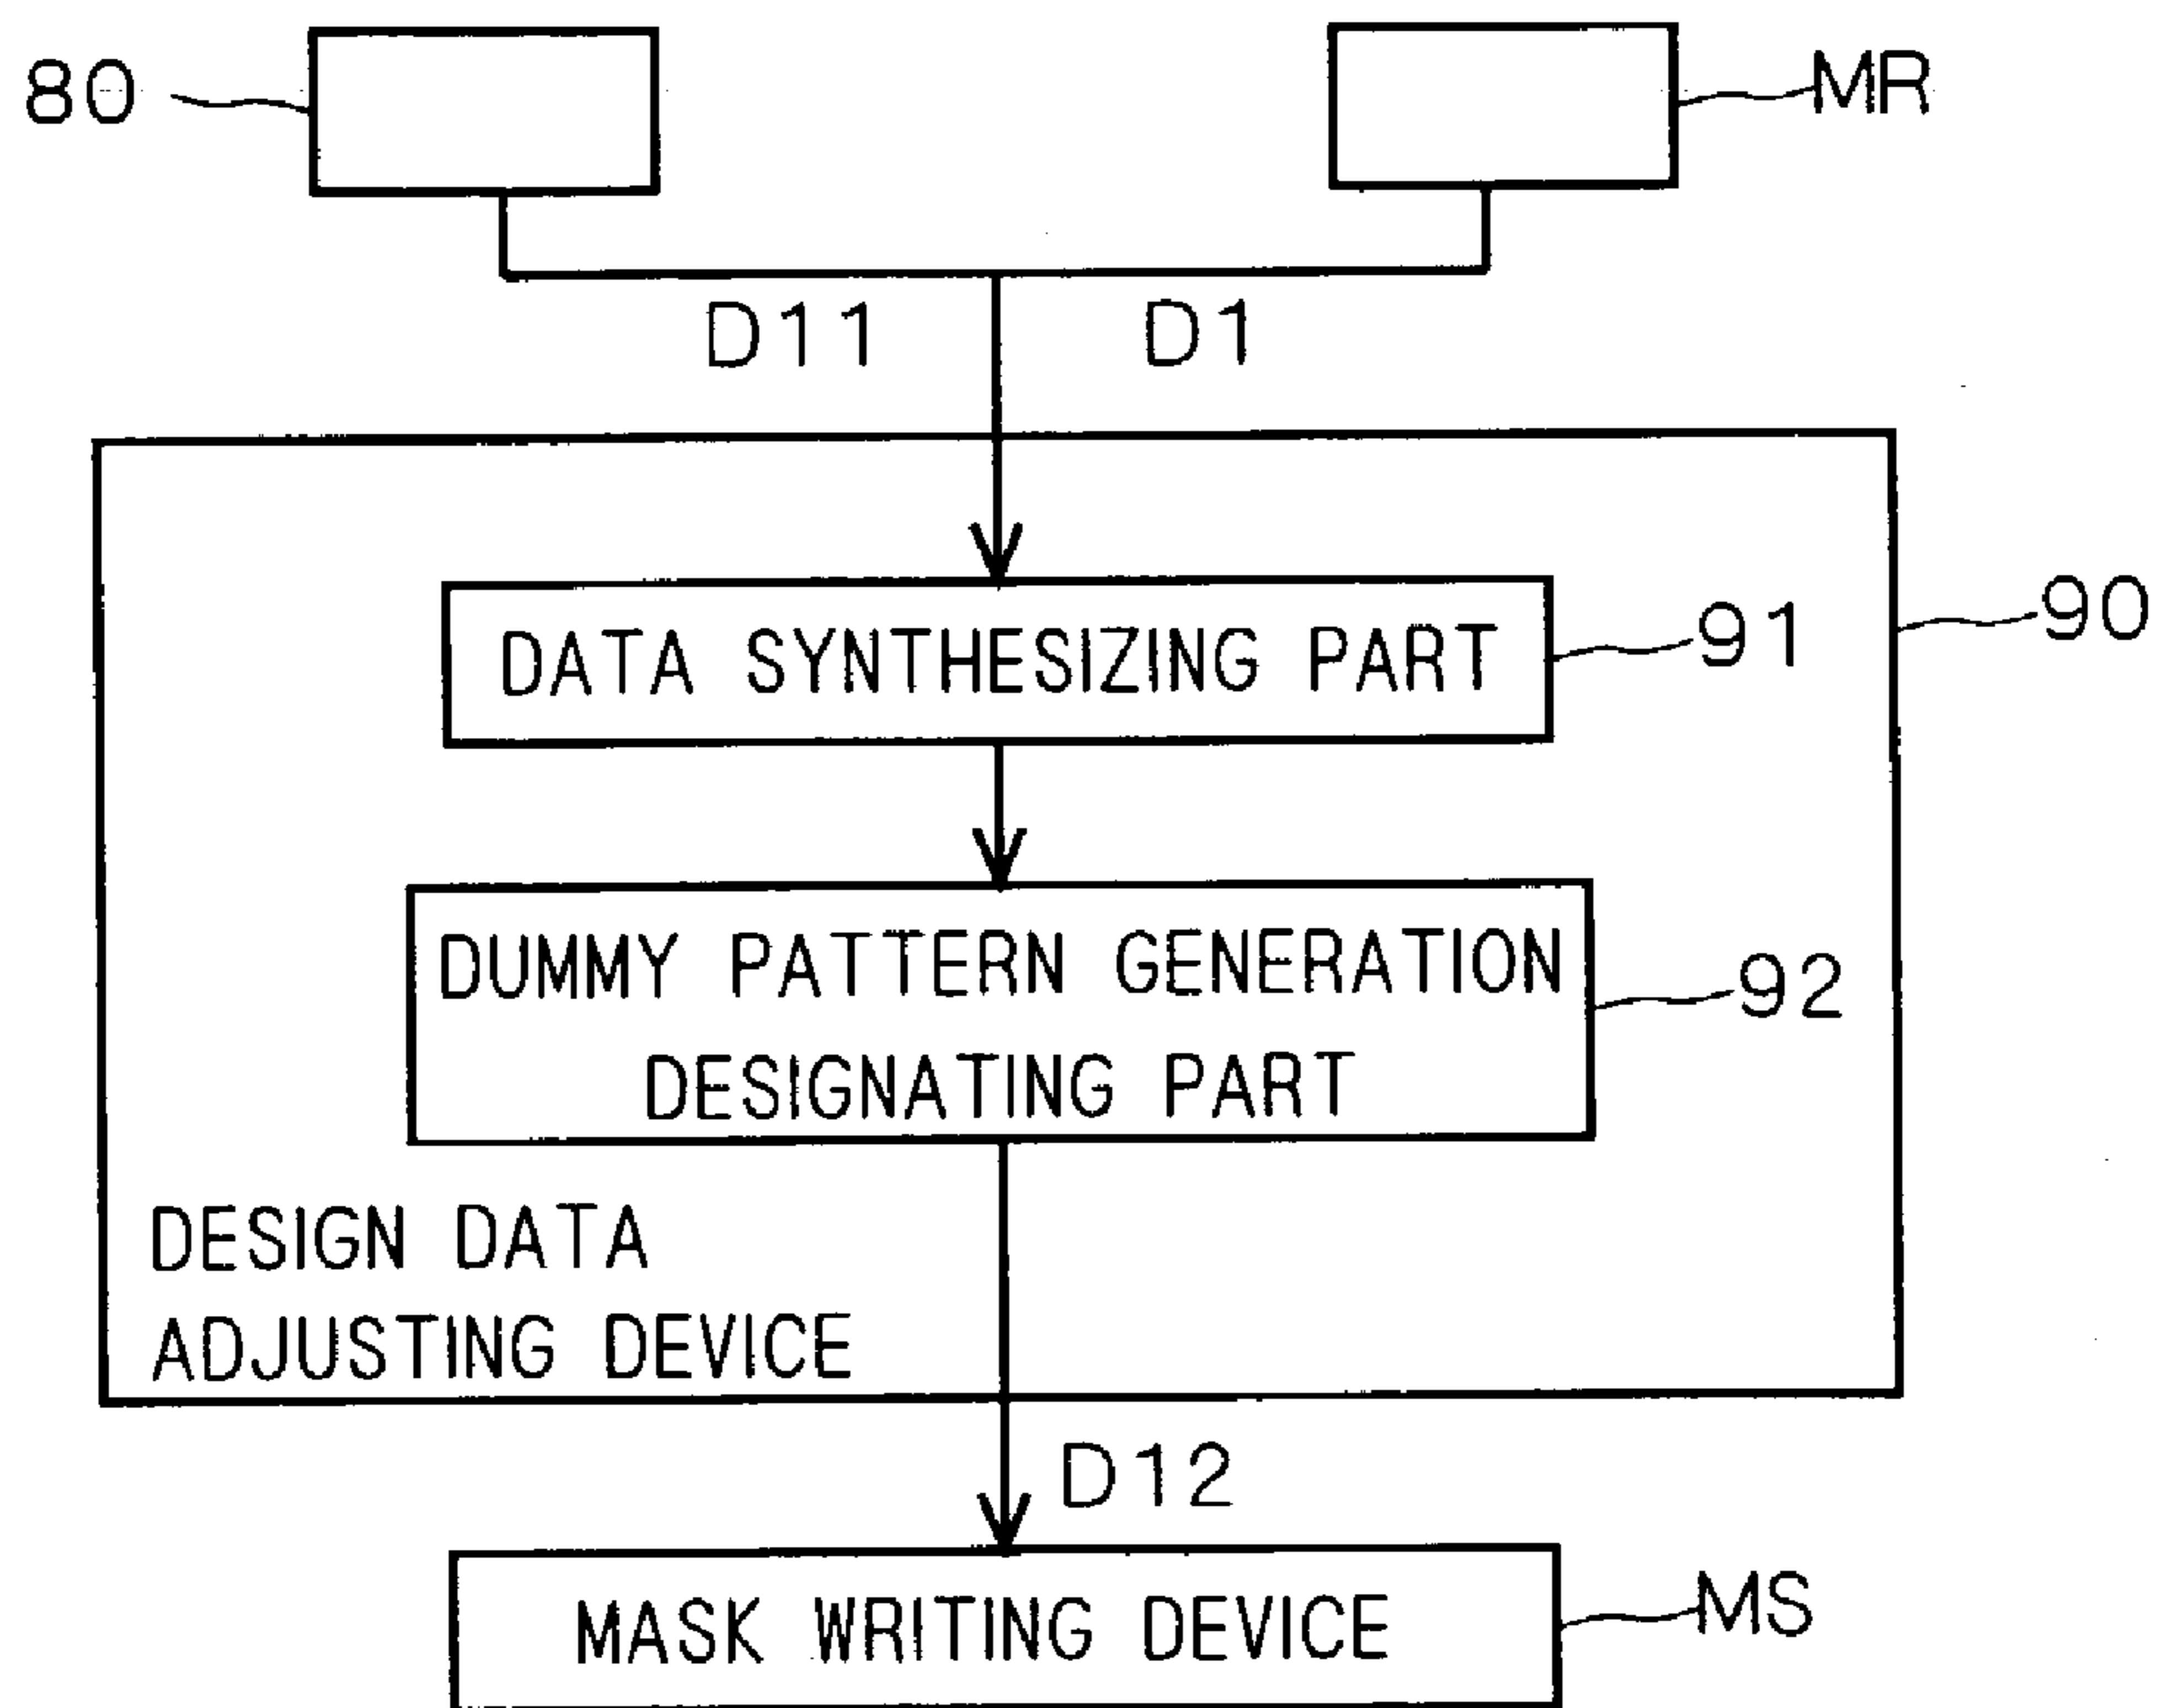 80
MR
D11 D1
90
DATA SYNTHESIZING PART
91
DUMMY PATTERN GENERATION
DESIGNATING PART
92
DESIGN DATA
ADJUSTING DEVICE
D12
MASK WRITING DEVICE
MS